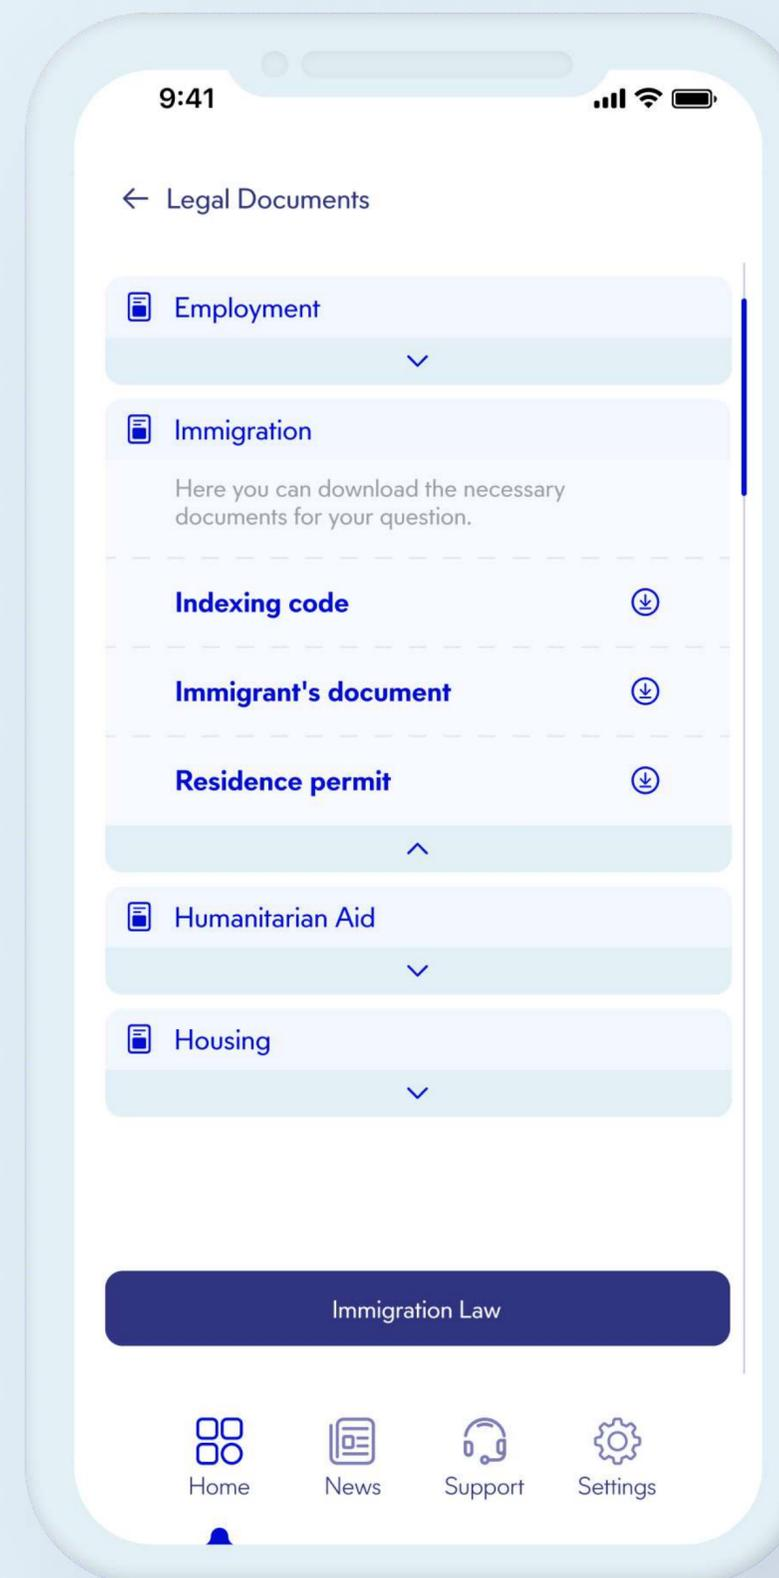 9:41
Legal Documents
Employment
Immigration
Here you can download the necessary
documents for your question.
Indexing code
Immigrant's document
Residence permit
Humanitarian Aid
Housing
Immigration Law
Home News Support Settings